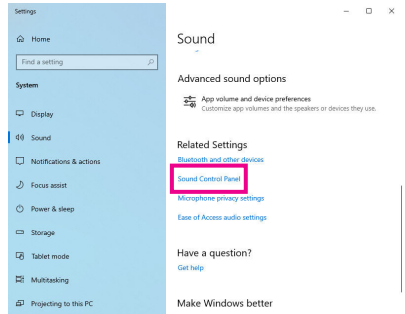 Settings
Home
Find a setting
System
Display
Sound
Notifications & actions
Focus assist
Power & sleep
Storage
Tablet mode
Multitasking
Projecting to this PC
Sound
Advanced sound options
App volume and device preferences
Customize app volumes and the speakers or devices they use.
Related Settings
Bluetooth and other devices
Sound Control Panel
Microphone privacy settings
Ease of Access audio settings
Have a question?
Get help
Make Windows better